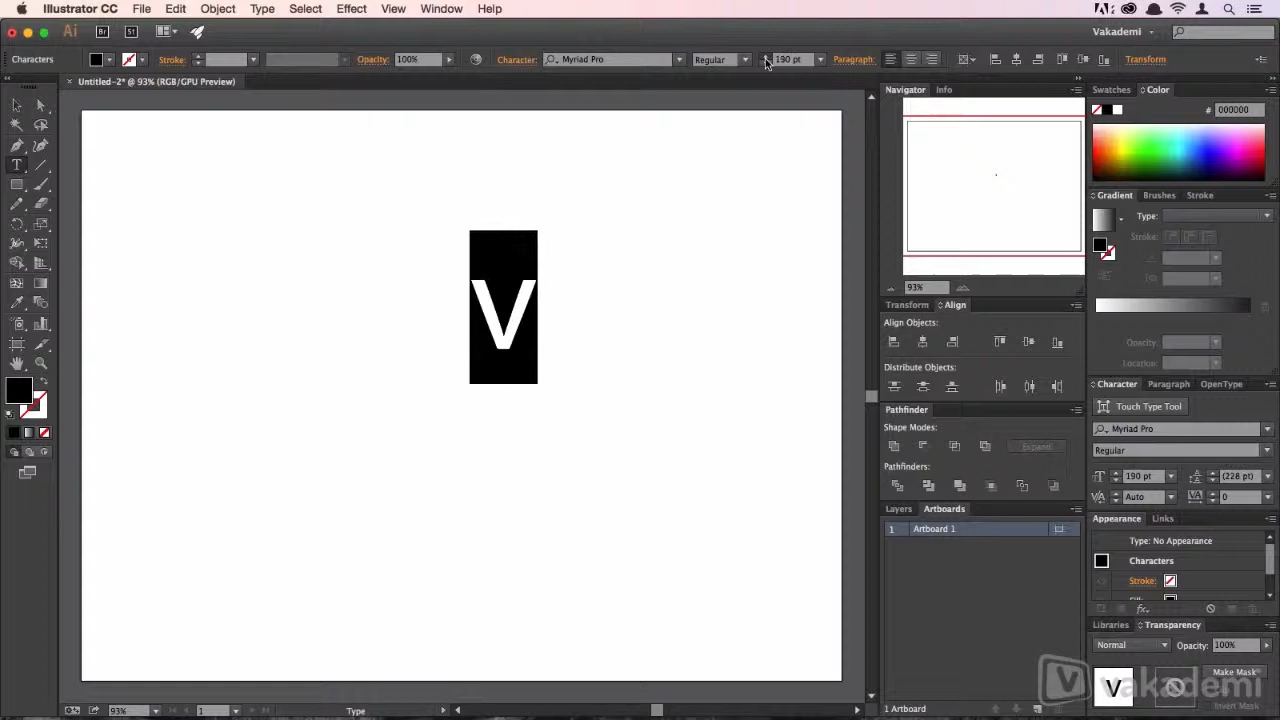 Illustrator CC File Edit Object Type Select Effect View Window Help
Ai Br St Vakademi
Characters Stroke: Opacity: 100% Character: Myriad Pro Regular 190 pt Paragraph: Transform
Untitled-2* @ 93% (RGB/GPU Preview)
V
93% 1 Type
Navigator Info
93%
Transform Align
Align Objects:
Distribute Objects:
Pathfinder
Shape Modes:
Expand
Pathfinders:
Layers Artboards
1 Artboard 1
1 Artboard
Swatches Color
# 000000
Gradient Brushes Stroke
Type:
Stroke:
Opacity:
Location:
Character Paragraph OpenType
Touch Type Tool
Myriad Pro
Regular
190 pt (228 pt)
Auto 0
Appearance Links
Type: No Appearance
Characters
Stroke:
Libraries Transparency
Normal Opacity: 100%
V Make Mask
Invert Mask
vakademi